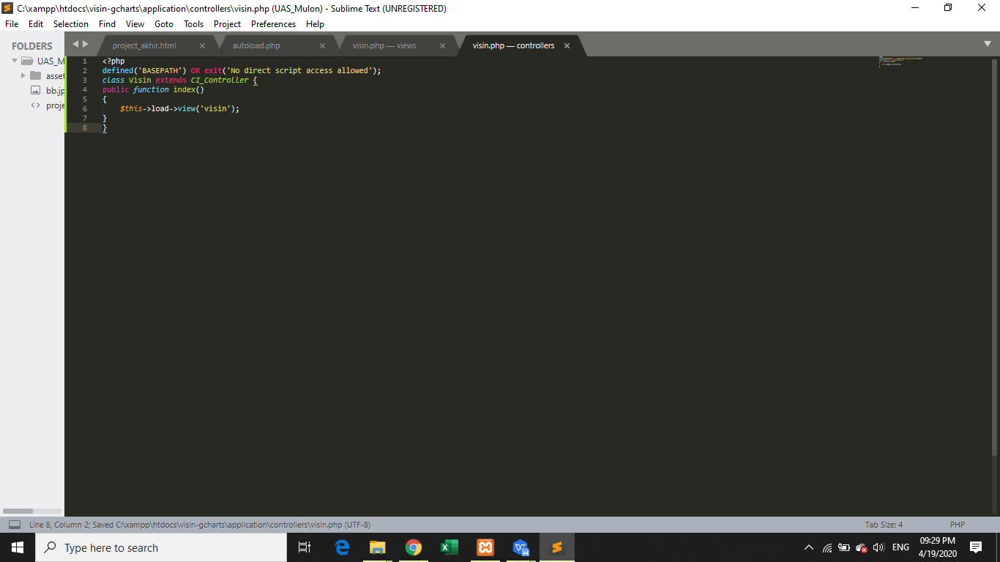 C:\xampp\htdocs\visin-gcharts\application\controllers\visin.php (UAS_Mulon) - Sublime Text (UNREGISTERED)
File Edit Selection Find View Goto Tools Project Preferences Help
FOLDERS
UAS_M
asset
bb.jp
proje
project_akhir.html
autoload.php
visin.php — views
visin.php — controllers
1 <?php
2 defined('BASEPATH') OR exit('No direct script access allowed');
3 class Visin extends CI_Controller {
4 public function index()
5 {
6 $this->load->view('visin');
7 }
8 }
Line 8, Column 2; Saved C:\xampp\htdocs\visin-gcharts\application\controllers\visin.php (UTF-8)
Tab Size: 4
PHP
Type here to search
ENG
09:29 PM
4/19/2020